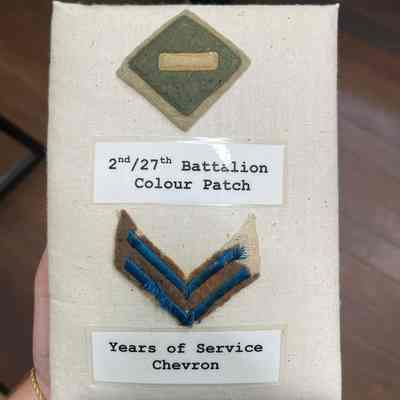 2nd/27th Battalion
Colour Patch
Years of Service
Chevron